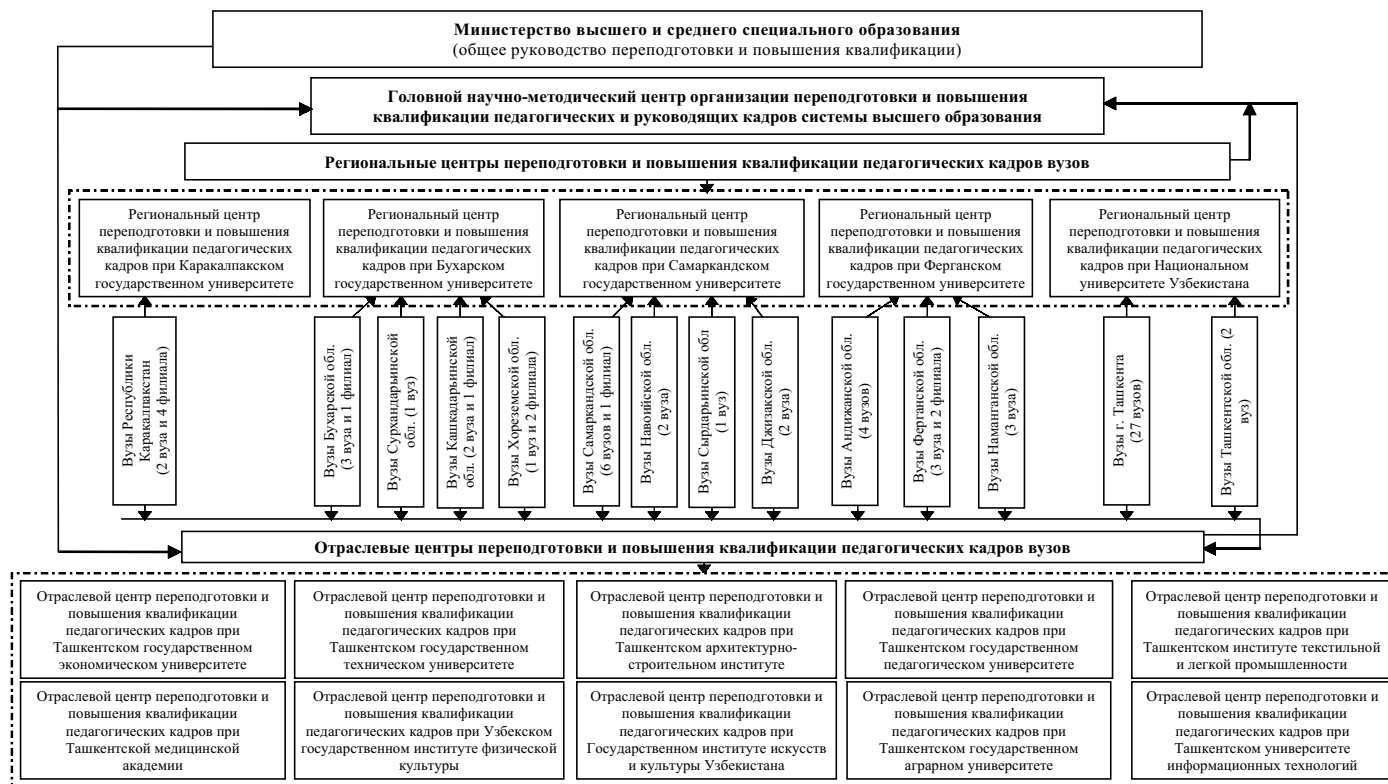 Министерство высшего и среднего специального образования
(общее руководство переподготовки и повышения квалификации)
Головной научно-методический центр организации переподготовки и повышения
квалификации педагогических и руководящих кадров системы высшего образования
Региональные центры переподготовки и повышения квалификации педагогических кадров вузов
Региональный центр
переподготовки и повышения
квалификации педагогических
кадров при Каракалпакском
государственном университете
Региональный центр
переподготовки и повышения
квалификации педагогических
кадров при Бухарском
государственном университете
Региональный центр
переподготовки и повышения
квалификации педагогических
кадров при Самаркандском
государственном университете
Региональный центр
переподготовки и повышения
квалификации педагогических
кадров при Ферганском
государственном университете
Региональный центр
переподготовки и повышения
квалификации педагогических
кадров при Национальном
университете Узбекистана
Вузы Республики
Каракалпакстан
(2 вуза и 4 филиала)
Вузы Бухарской обл.
(3 вуза и 1 филиал)
Вузы Сурхандарьинской
обл. (1 вуз)
Вузы Кашкадарьинской
обл. (2 вуза и 1 филиал)
Вузы Хореземской обл.
(1 вуз и 2 филиала)
Вузы Самаркандской обл.
(6 вузов и 1 филиал)
Вузы Навоийской обл.
(2 вуза)
Вузы Сырдарьинской обл
(1 вуз)
Вузы Джизакской обл.
(2 вуза)
Вузы Андижанской обл.
(4 вузов)
Вузы Ферганской обл.
(3 вуза и 2 филиала)
Вузы Наманганской обл.
(3 вуза)
Вузы г. Ташкента
(27 вузов)
Вузы Ташкентской обл. (2
вуз)
Отраслевые центры переподготовки и повышения квалификации педагогических кадров вузов
Отраслевой центр переподготовки и
повышения квалификации
педагогических кадров при
Ташкентском государственном
экономическом университете
Отраслевой центр переподготовки и
повышения квалификации
педагогических кадров при
Ташкентском государственном
техническом университете
Отраслевой центр переподготовки и
повышения квалификации
педагогических кадров при
Ташкентском архитектурно-
строительном институте
Отраслевой центр переподготовки и
повышения квалификации
педагогических кадров при
Ташкентском государственном
педагогическом университете
Отраслевой центр переподготовки и
повышения квалификации
педагогических кадров при
Ташкентском институте текстильной
и легкой промышленности
Отраслевой центр переподготовки и
повышения квалификации
педагогических кадров при
Ташкентской медицинской
академии
Отраслевой центр переподготовки и
повышения квалификации
педагогических кадров при Узбекском
государственном институте физической
культуры
Отраслевой центр переподготовки и
повышения квалификации
педагогических кадров при
Государственном институте искусств
и культуры Узбекистана
Отраслевой центр переподготовки и
повышения квалификации
педагогических кадров при
Ташкентском государственном
аграрном университете
Отраслевой центр переподготовки и
повышения квалификации
педагогических кадров при
Ташкентском университете
информационных технологий